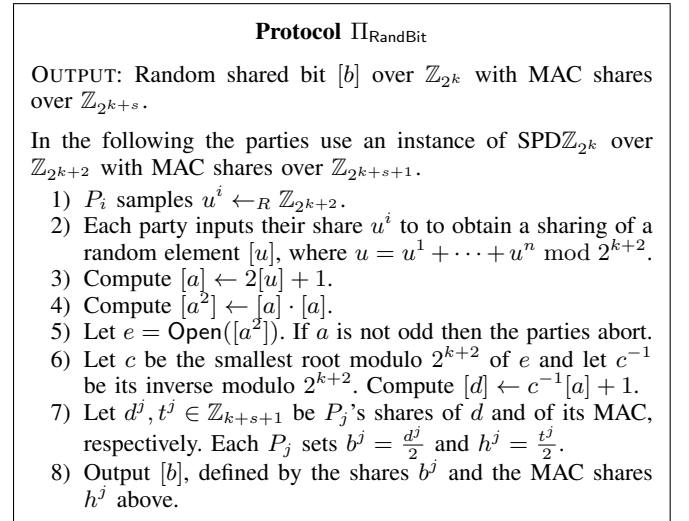 Protocol Π_RandBit
OUTPUT: Random shared bit [b] over ℤ_{2^k} with MAC shares
over ℤ_{2^{k+s}}.
In the following the parties use an instance of SPDℤ_{2^k} over
ℤ_{2^{k+2}} with MAC shares over ℤ_{2^{k+s+1}}.
1) P_i samples u^i ←_R ℤ_{2^{k+2}}.
2) Each party inputs their share u^i to to obtain a sharing of a
random element [u], where u = u^1 + ⋯ + u^n mod 2^{k+2}.
3) Compute [a] ← 2[u] + 1.
4) Compute [a^2] ← [a] · [a].
5) Let e = Open([a^2]). If a is not odd then the parties abort.
6) Let c be the smallest root modulo 2^{k+2} of e and let c^{−1}
be its inverse modulo 2^{k+2}. Compute [d] ← c^{−1}[a] + 1.
7) Let d^j, t^j ∈ ℤ_{k+s+1} be P_j's shares of d and of its MAC,
respectively. Each P_j sets b^j = d^j/2 and h^j = t^j/2.
8) Output [b], defined by the shares b^j and the MAC shares
h^j above.